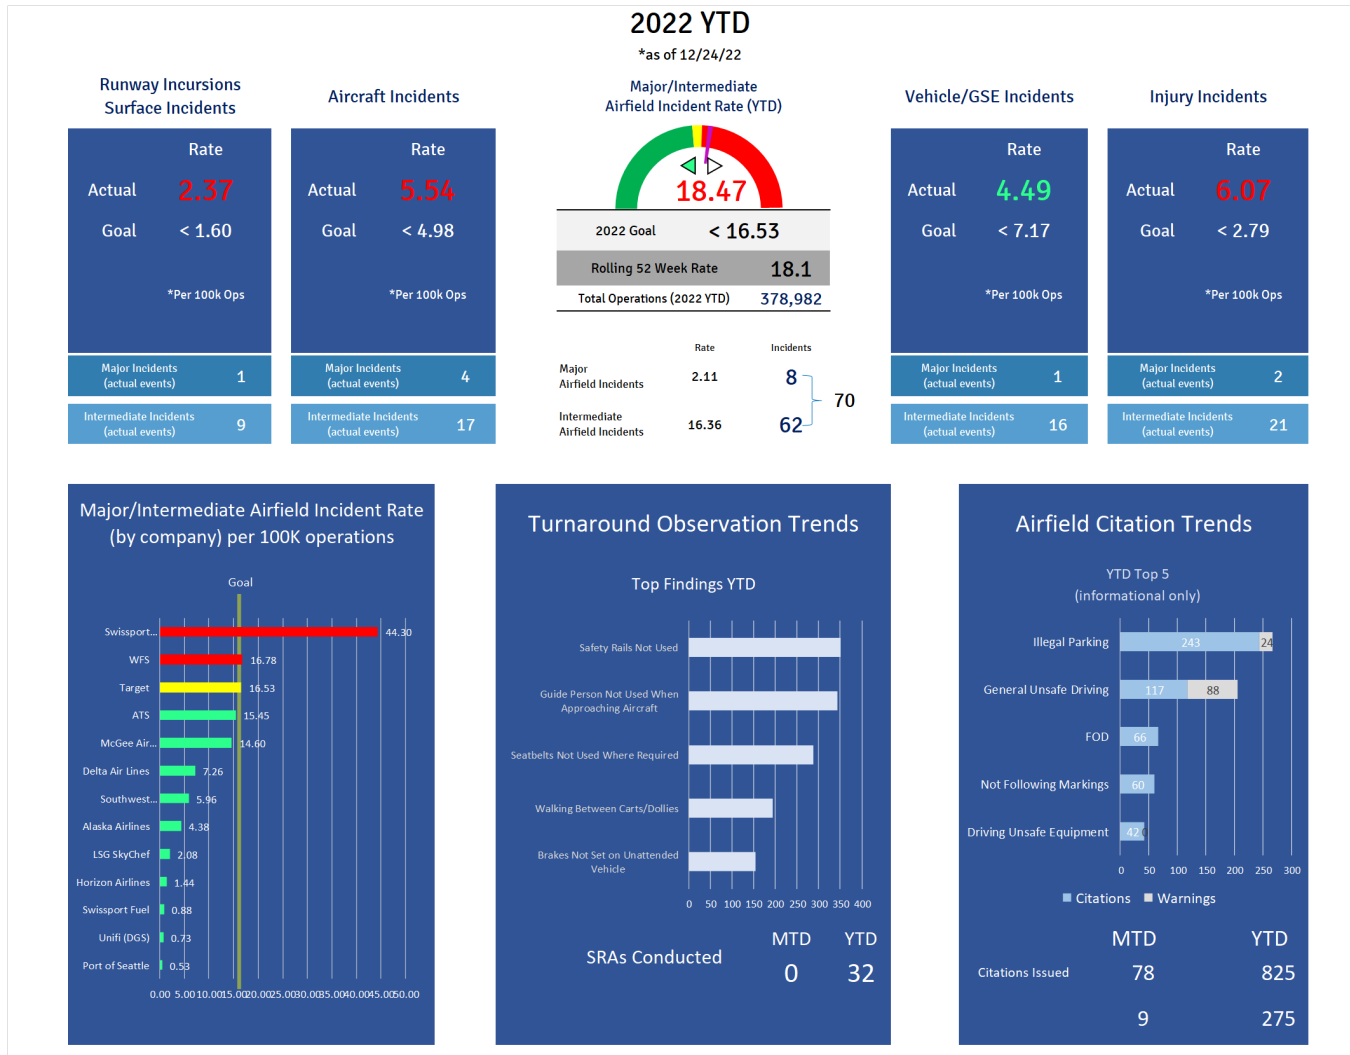 2022 YTD
*as of 12/24/22
Runway Incursions
Surface Incidents
Rate
Actual 2.37
Goal < 1.60
*Per 100k Ops
Major Incidents
(actual events) 1
Intermediate Incidents
(actual events) 9
Aircraft Incidents
Rate
Actual 5.54
Goal < 4.98
*Per 100k Ops
Major Incidents
(actual events) 4
Intermediate Incidents
(actual events) 17
Major/Intermediate
Airfield Incident Rate (YTD)
18.47
2022 Goal < 16.53
Rolling 52 Week Rate 18.1
Total Operations (2022 YTD) 378,982
Rate Incidents
Major
Airfield Incidents 2.11 8
Intermediate
Airfield Incidents 16.36 62
70
Vehicle/GSE Incidents
Rate
Actual 4.49
Goal < 7.17
*Per 100k Ops
Major Incidents
(actual events) 1
Intermediate Incidents
(actual events) 16
Injury Incidents
Rate
Actual 6.07
Goal < 2.79
*Per 100k Ops
Major Incidents
(actual events) 2
Intermediate Incidents
(actual events) 21
Major/Intermediate Airfield Incident Rate
(by company) per 100K operations
Goal
Swissport... 44.30
WFS 16.78
Target 16.53
ATS 15.45
McGee Air... 14.60
Delta Air Lines 7.26
Southwest... 5.96
Alaska Airlines 4.38
LSG SkyChef 2.08
Horizon Airlines 1.44
Swissport Fuel 0.88
Unifi (DGS) 0.73
Port of Seattle 0.53
0.00 5.00 10.00 15.00 20.00 25.00 30.00 35.00 40.00 45.00 50.00
Turnaround Observation Trends
Top Findings YTD
Safety Rails Not Used
Guide Person Not Used When
Approaching Aircraft
Seatbelts Not Used Where Required
Walking Between Carts/Dollies
Brakes Not Set on Unattended
Vehicle
0 50 100 150 200 250 300 350 400
MTD YTD
SRAs Conducted 0 32
Airfield Citation Trends
YTD Top 5
(informational only)
Illegal Parking 243 24
General Unsafe Driving 117 88
FOD 66
Not Following Markings 60
Driving Unsafe Equipment 42 0
0 50 100 150 200 250 300
Citations Warnings
MTD YTD
Citations Issued 78 825
9 275